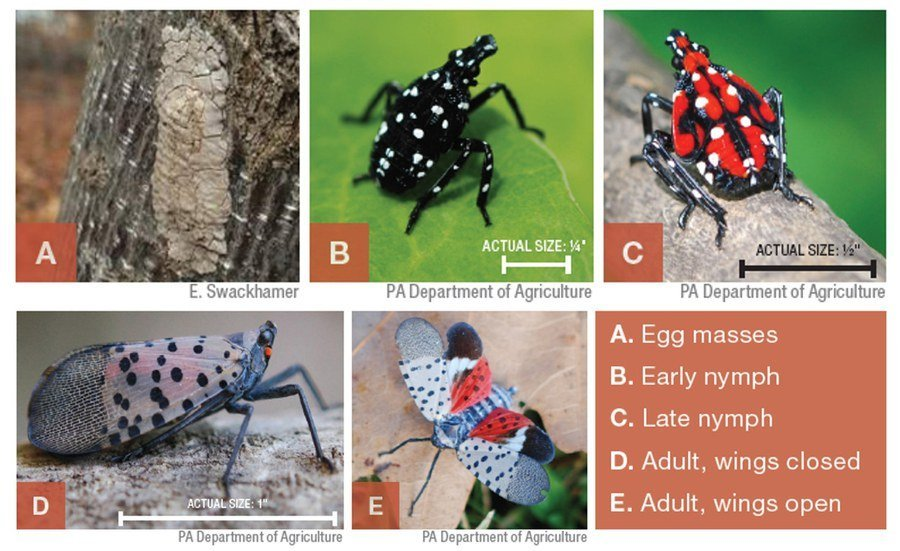 A
E. Swackhamer
B
ACTUAL SIZE: ¼"
PA Department of Agriculture
C
ACTUAL SIZE: ½"
PA Department of Agriculture
D
ACTUAL SIZE: 1"
PA Department of Agriculture
E
PA Department of Agriculture
A. Egg masses
B. Early nymph
C. Late nymph
D. Adult, wings closed
E. Adult, wings open